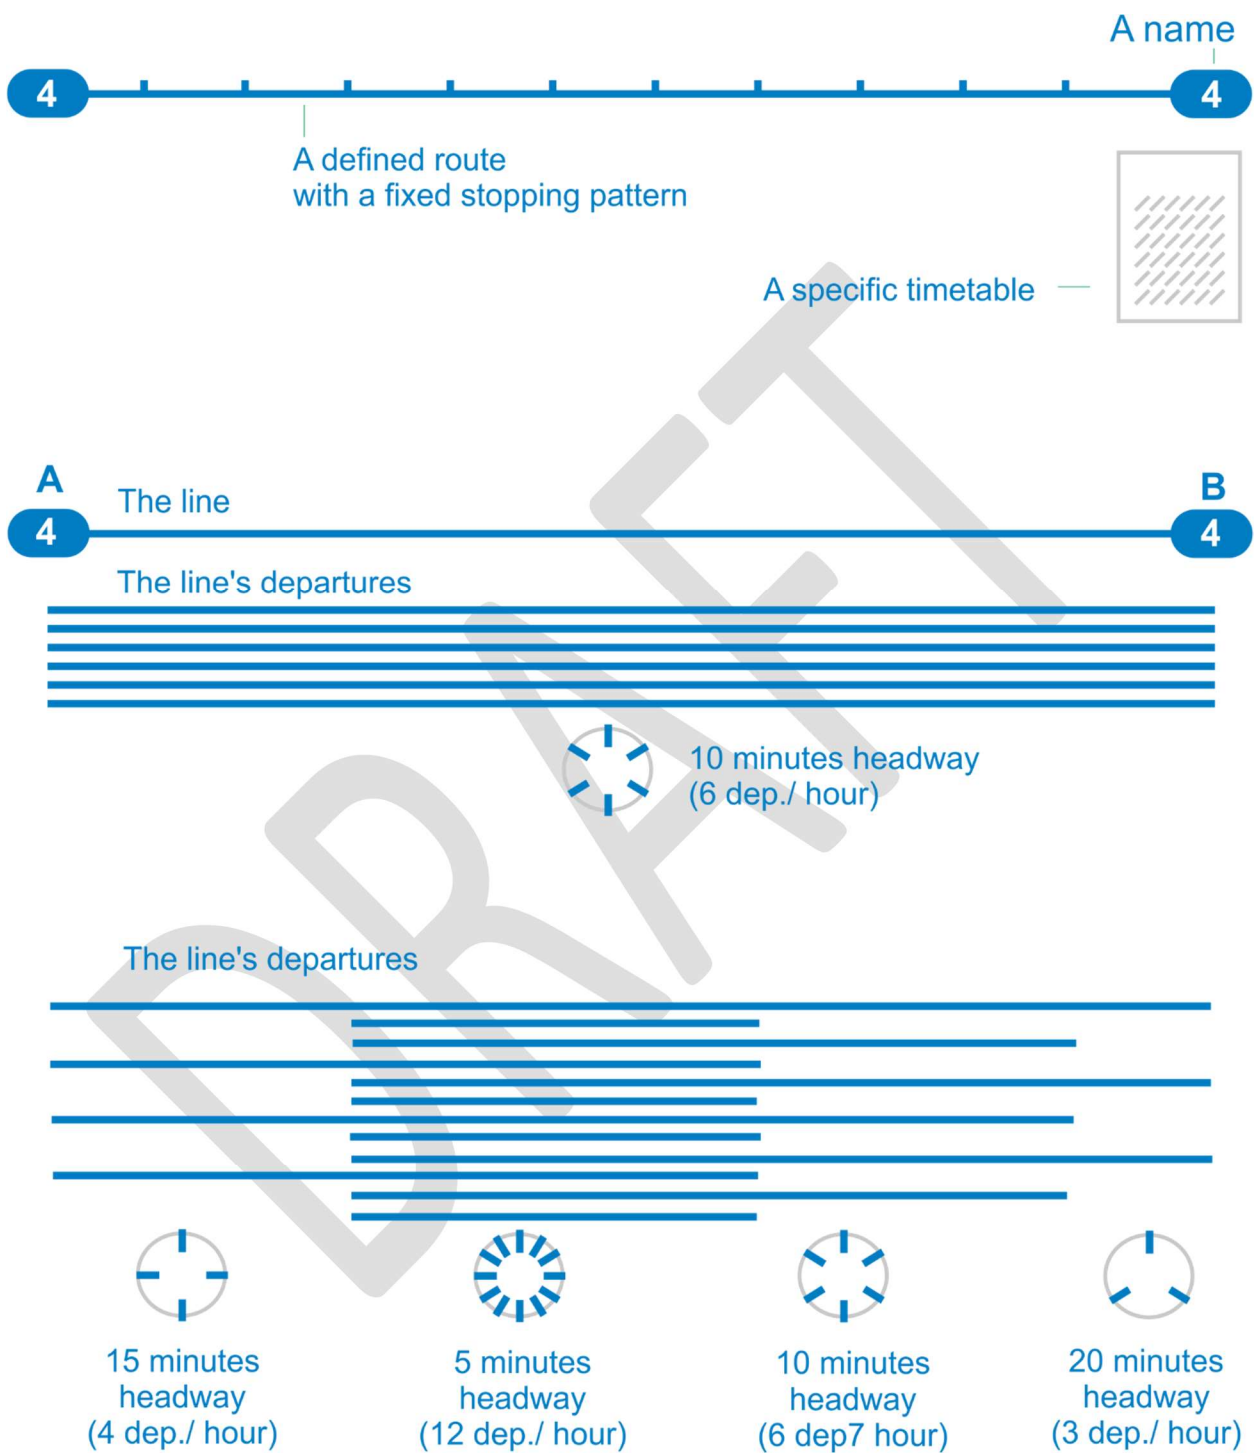 A name
4
4
A defined route
with a fixed stopping pattern
A specific timetable
A
B
The line
4
4
The line's departures
10 minutes headway
(6 dep./ hour)
The line's departures
15 minutes
headway
(4 dep./ hour)
5 minutes
headway
(12 dep./ hour)
10 minutes
headway
(6 dep7 hour)
20 minutes
headway
(3 dep./ hour)
DRAFT